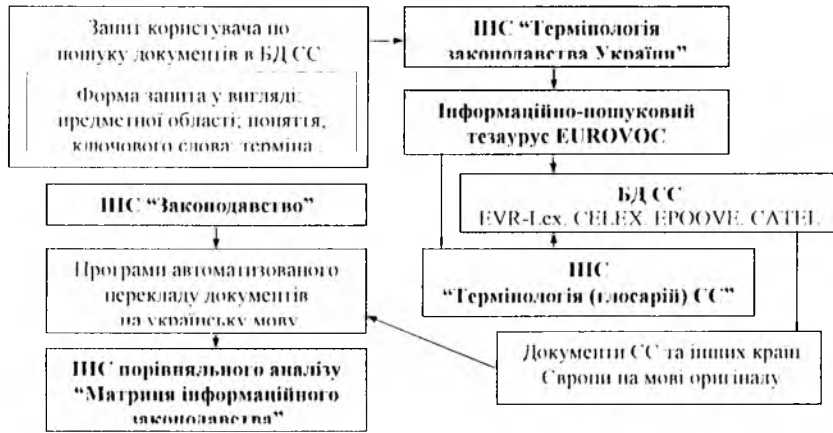 Запит користувача по
пошуку документів в БД ЄС
Форма запита у вигляді:
предметної області; поняття;
ключового слова; терміна
ІПС “Термінологія
законодавства України”
Інформаційно-пошуковий
тезаурус EUROVOC
БД ЄС
EVR-Lex, CELEX, EPOOVE, CATEL
ІПС
“Термінологія (глосарій) ЄС”
Документи ЄС та інших країн
Європи на мові оригіналу
ІПС “Законодавство”
Програми автоматизованого
перекладу документів
на українську мову
ІПС порівняльного аналізу
“Матриця інформаційного
законодавства”